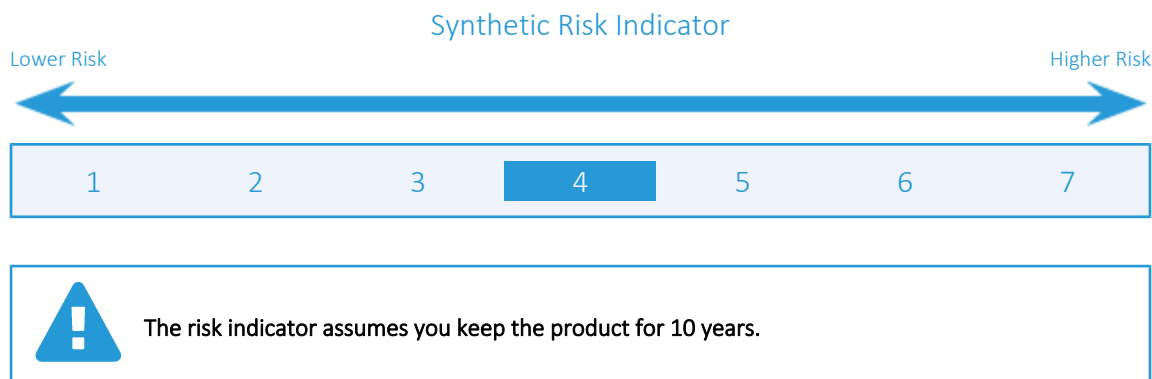 Synthetic Risk Indicator
Lower Risk Higher Risk
1 2 3 4 5 6 7
The risk indicator assumes you keep the product for 10 years.